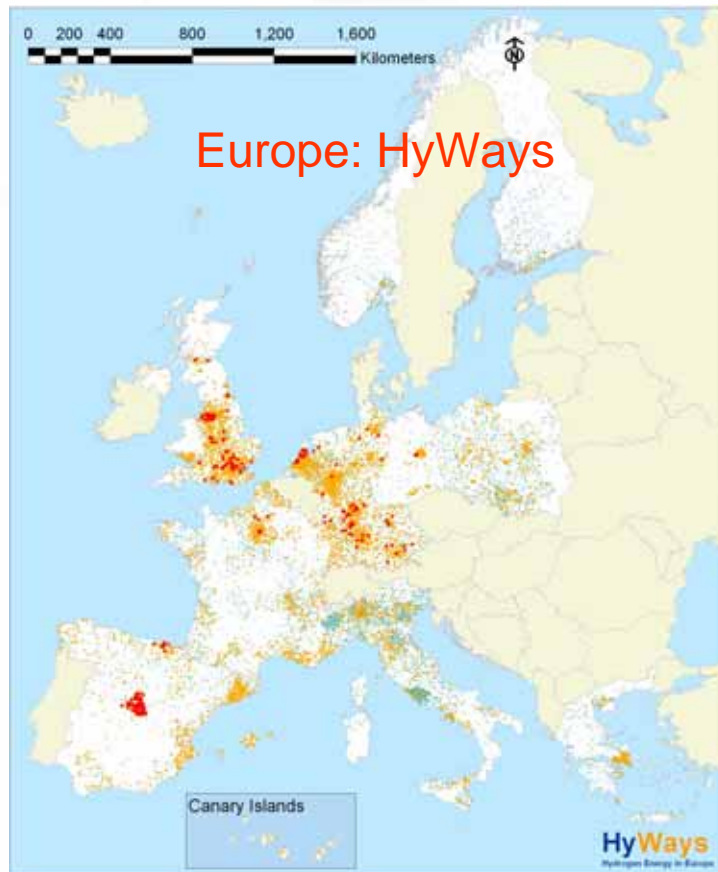 0 200 400 800 1,200 1,600
Kilometers
N
Europe: HyWays
Canary Islands
HyWays
Hydrogen Energy in Europe